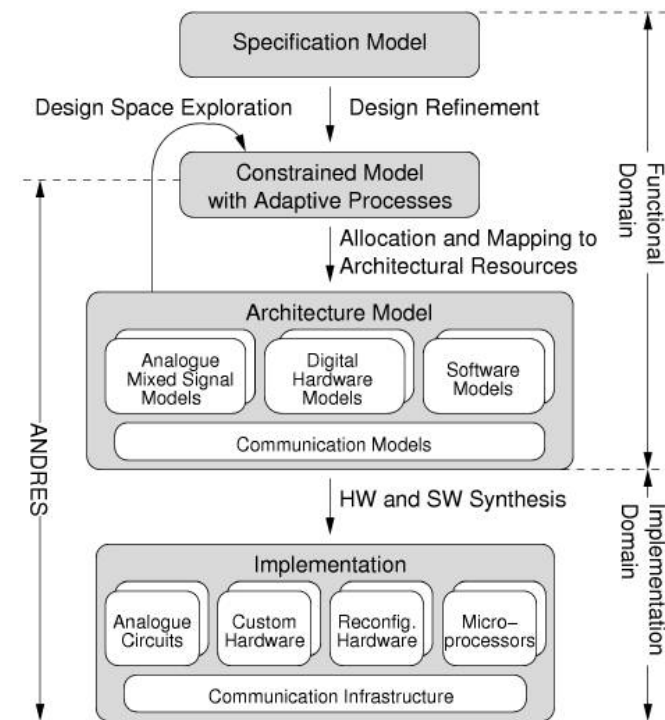 Specification Model
Design Space Exploration
Design Refinement
Constrained Model
with Adaptive Processes
Functional
Domain
Allocation and Mapping to
Architectural Resources
Architecture Model
Analogue
Mixed Signal
Models
Digital
Hardware
Models
Software
Models
Communication Models
ANDRES
HW and SW Synthesis
Implementation
Domain
Implementation
Analogue
Circuits
Custom
Hardware
Reconfig.
Hardware
Micro–
processors
Communication Infrastructure